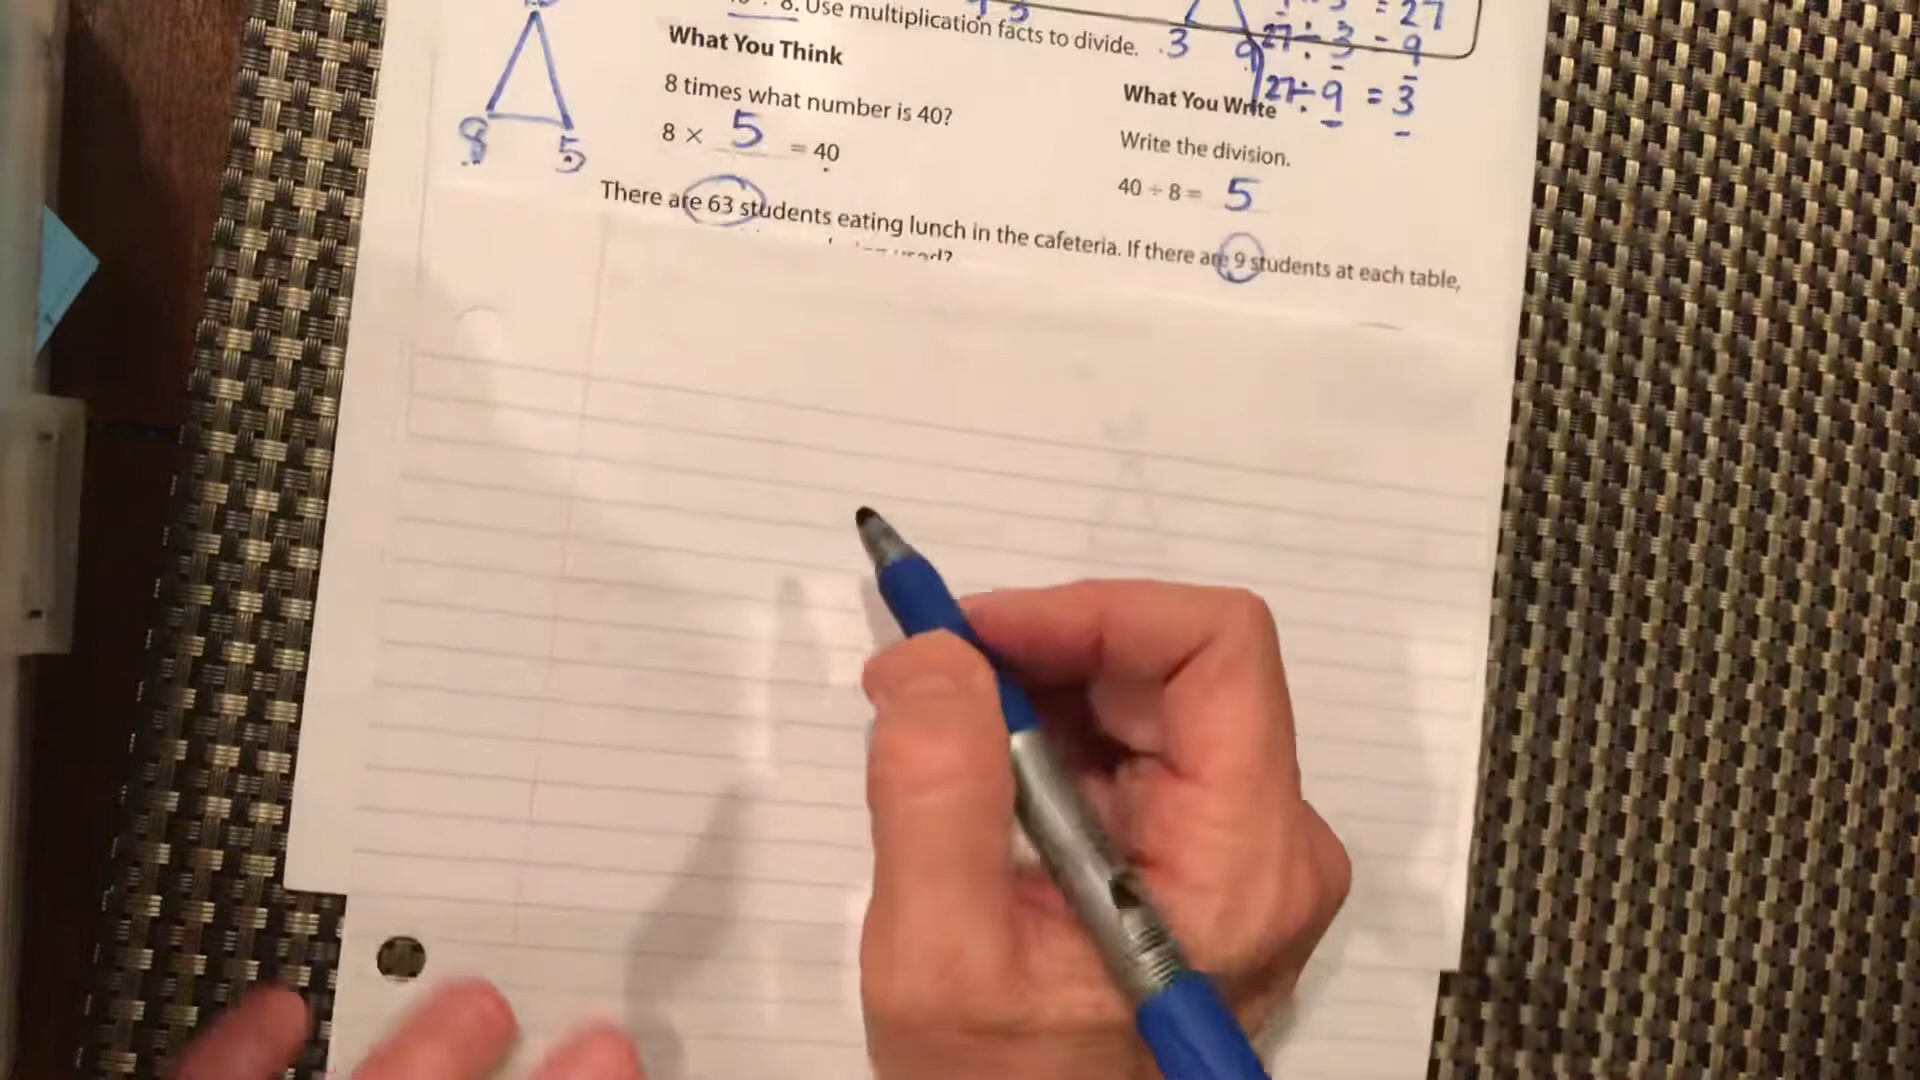 8. Use multiplication facts to divide.
3 9
= 27
27 ÷ 3 = 9
27 ÷ 9 = 3
What You Think
8 times what number is 40?
8 × 5 = 40
8 5
What You Write
Write the division.
40 ÷ 8 = 5
There are 63 students eating lunch in the cafeteria. If there are 9 students at each table,